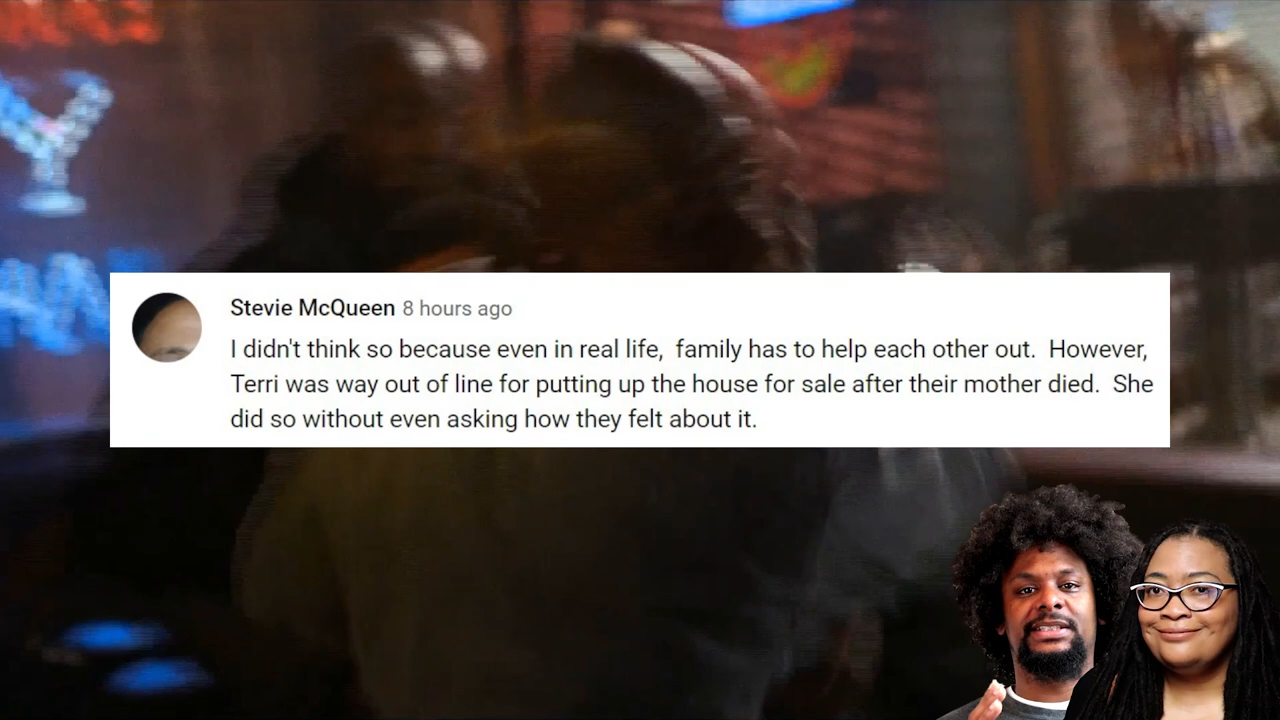 Stevie McQueen 8 hours ago
I didn't think so because even in real life,  family has to help each other out.  However,
Terri was way out of line for putting up the house for sale after their mother died.  She
did so without even asking how they felt about it.